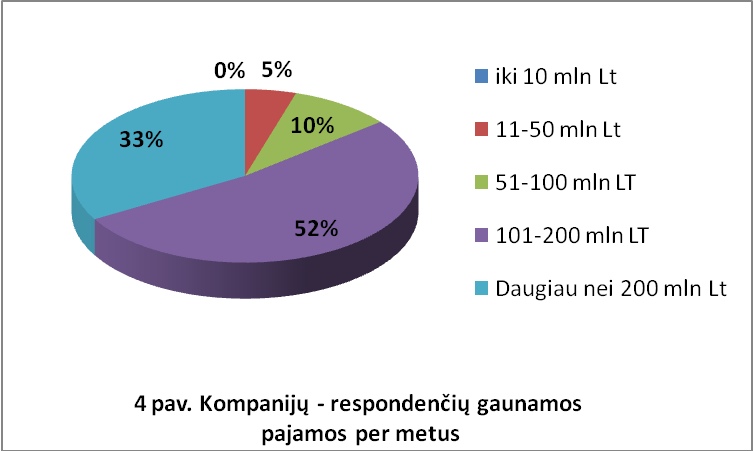 0%
5%
10%
33%
52%
iki 10 mln Lt
11-50 mln Lt
51-100 mln LT
101-200 mln LT
Daugiau nei 200 mln Lt
4 pav. Kompanijų - respondenčių gaunamos
pajamos per metus